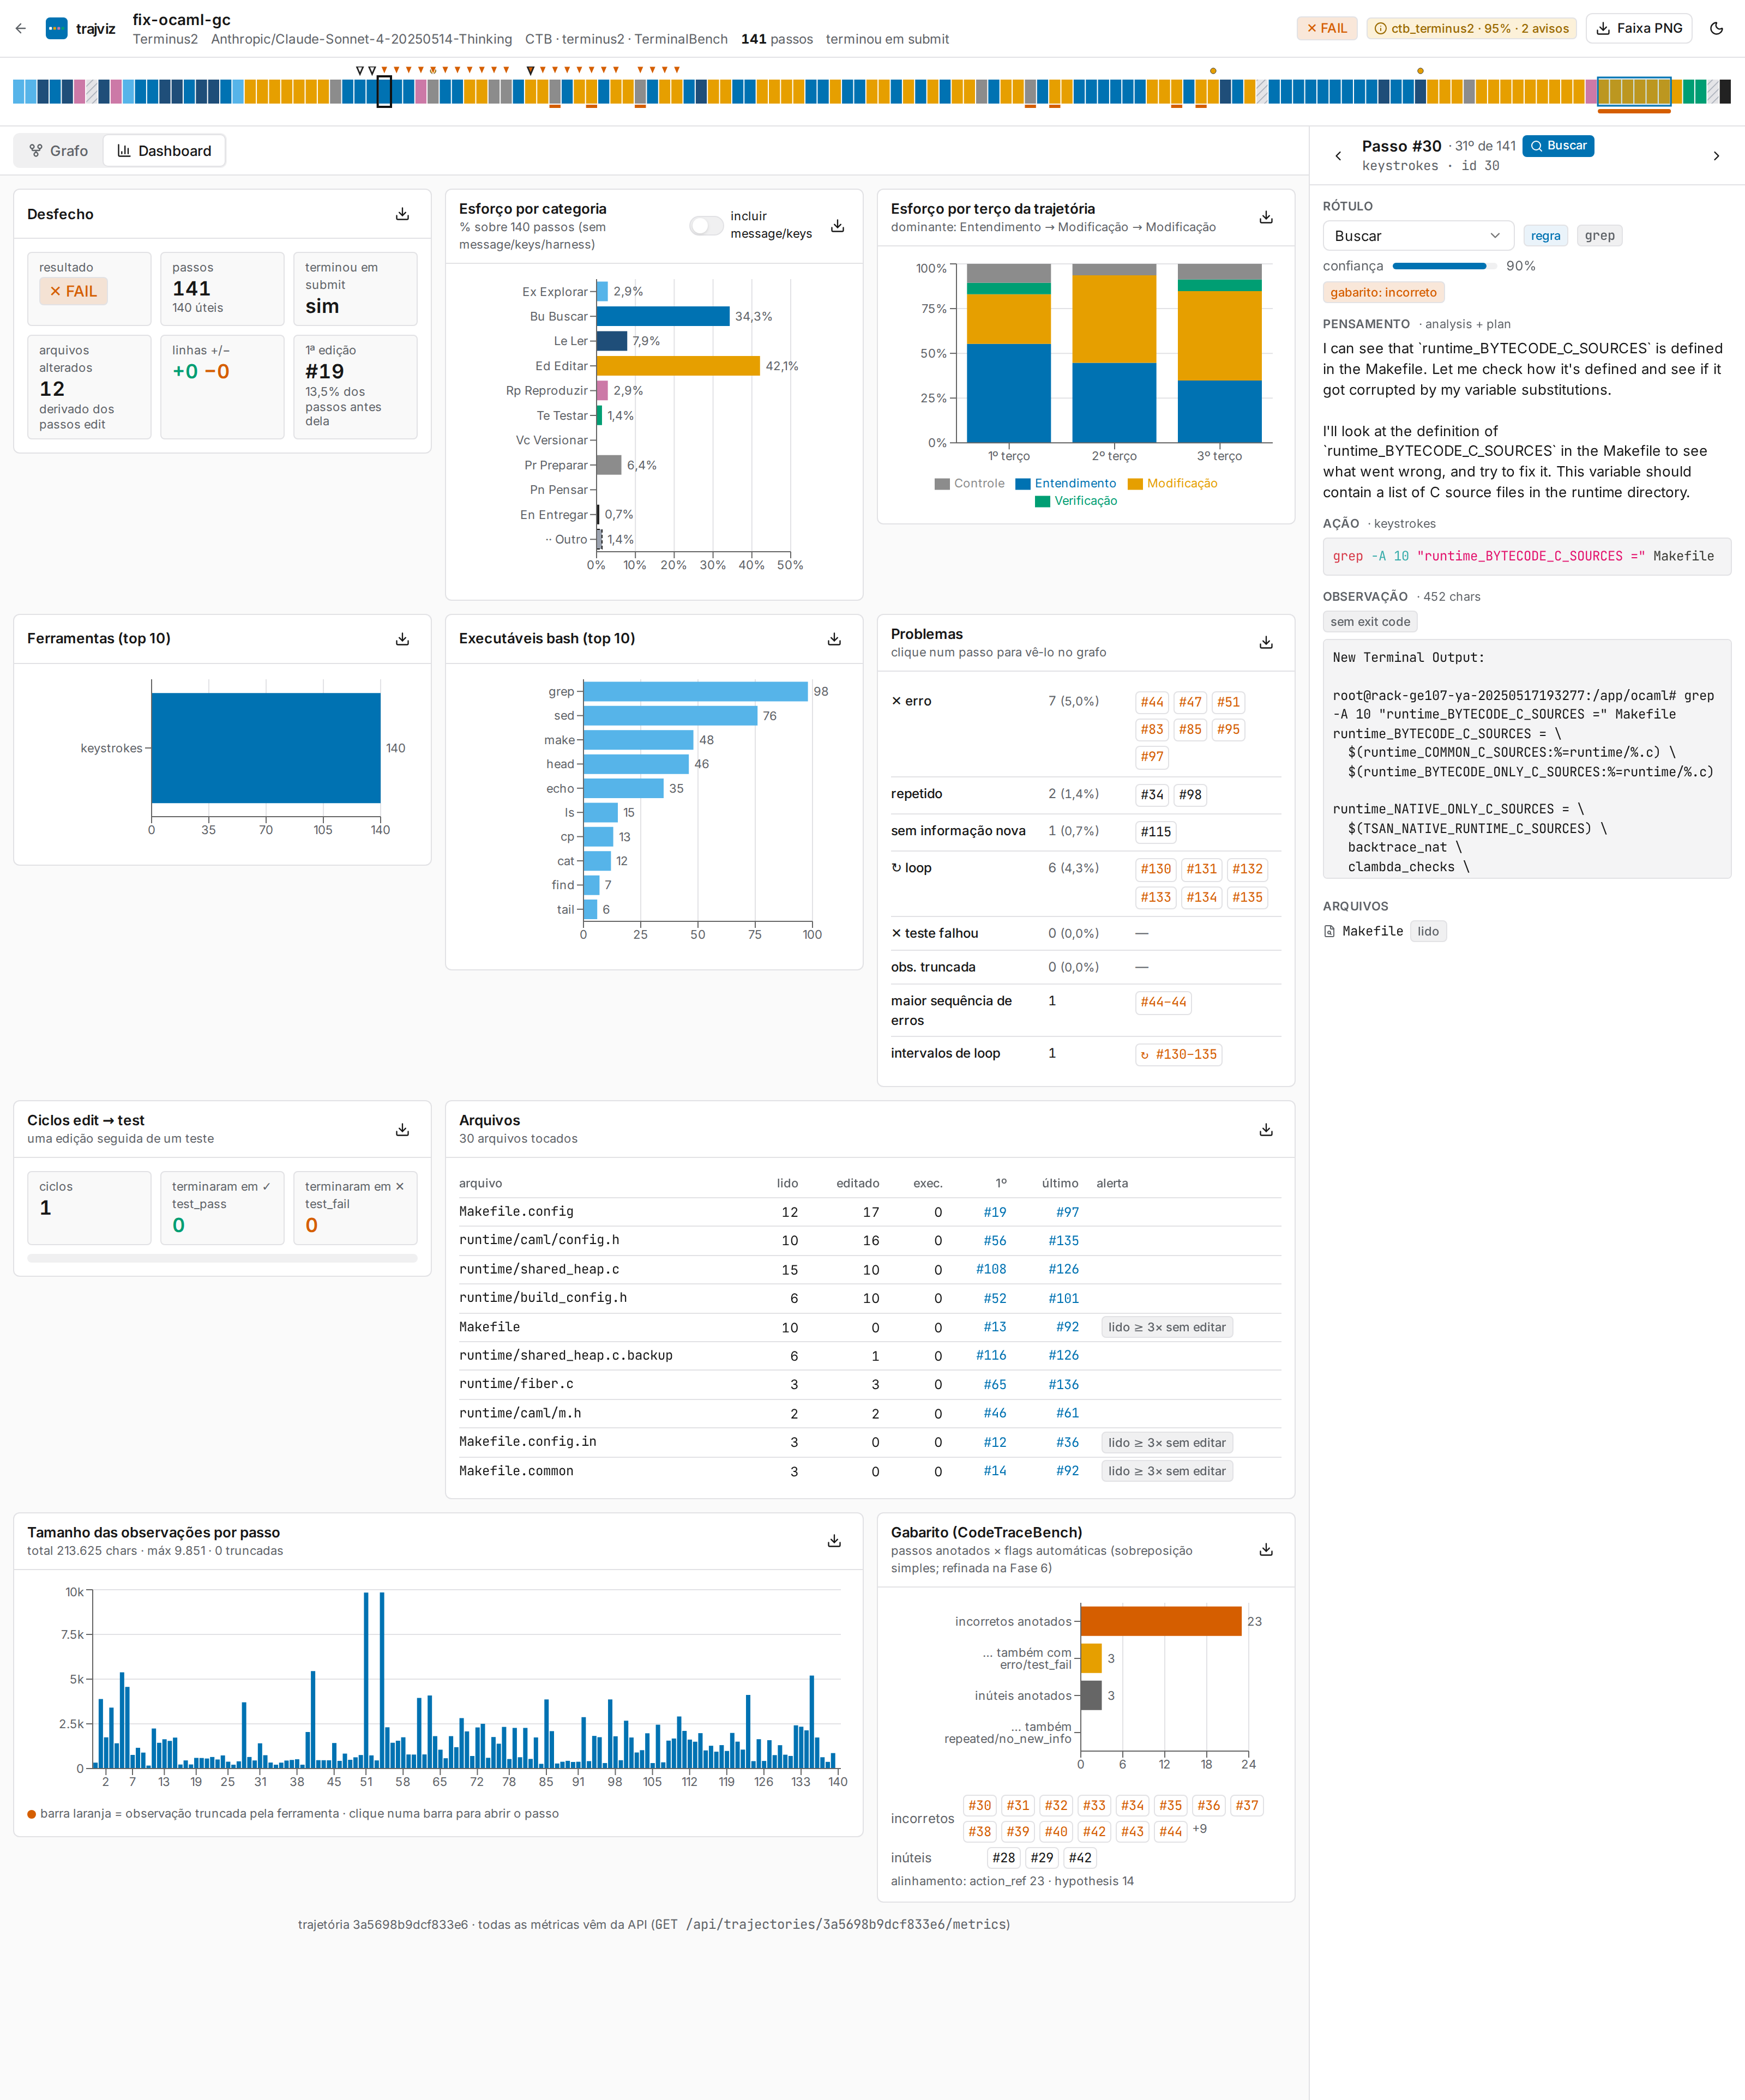 trajviz
fix-ocaml-gc
Terminus2 Anthropic/Claude-Sonnet-4-20250514-Thinking CTB · terminus2 · TerminalBench 141 passos terminou em submit
✕ FAIL
ctb_terminus2 · 95% · 2 avisos
Faixa PNG
Grafo
Dashboard
Desfecho
resultado
✕ FAIL
passos
141
140 úteis
terminou em
submit
sim
arquivos
alterados
12
derivado dos
passos edit
linhas +/−
+0 −0
1ª edição
#19
13,5% dos
passos antes
dela
Esforço por categoria
% sobre 140 passos (sem
message/keys/harness)
incluir
message/keys
Ex Explorar 2,9%
Bu Buscar 34,3%
Le Ler 7,9%
Ed Editar 42,1%
Rp Reproduzir 2,9%
Te Testar 1,4%
Vc Versionar
Pr Preparar 6,4%
Pn Pensar
En Entregar 0,7%
·· Outro 1,4%
0% 10% 20% 30% 40% 50%
Esforço por terço da trajetória
dominante: Entendimento → Modificação → Modificação
100%
75%
50%
25%
0%
1º terço 2º terço 3º terço
Controle Entendimento Modificação
Verificação
Ferramentas (top 10)
keystrokes 140
0 35 70 105 140
Executáveis bash (top 10)
grep 98
sed 76
make 48
head 46
echo 35
ls 15
cp 13
cat 12
find 7
tail 6
0 25 50 75 100
Problemas
clique num passo para vê-lo no grafo
✕ erro 7 (5,0%) #44 #47 #51
#83 #85 #95
#97
repetido 2 (1,4%) #34 #98
sem informação nova 1 (0,7%) #115
↻ loop 6 (4,3%) #130 #131 #132
#133 #134 #135
✕ teste falhou 0 (0,0%) —
obs. truncada 0 (0,0%) —
maior sequência de
erros 1 #44–44
intervalos de loop 1 ↻ #130–135
Ciclos edit → test
uma edição seguida de um teste
ciclos
1
terminaram em ✓
test_pass
0
terminaram em ✕
test_fail
0
Arquivos
30 arquivos tocados
arquivo lido editado exec. 1º último alerta
Makefile.config 12 17 0 #19 #97
runtime/caml/config.h 10 16 0 #56 #135
runtime/shared_heap.c 15 10 0 #108 #126
runtime/build_config.h 6 10 0 #52 #101
Makefile 10 0 0 #13 #92 lido ≥ 3× sem editar
runtime/shared_heap.c.backup 6 1 0 #116 #126
runtime/fiber.c 3 3 0 #65 #136
runtime/caml/m.h 2 2 0 #46 #61
Makefile.config.in 3 0 0 #12 #36 lido ≥ 3× sem editar
Makefile.common 3 0 0 #14 #92 lido ≥ 3× sem editar
Tamanho das observações por passo
total 213.625 chars · máx 9.851 · 0 truncadas
10k
7.5k
5k
2.5k
0
2 7 13 19 25 31 38 45 51 58 65 72 78 85 91 98 105 112 119 126 133 140
barra laranja = observação truncada pela ferramenta · clique numa barra para abrir o passo
Gabarito (CodeTraceBench)
passos anotados × flags automáticas (sobreposição
simples; refinada na Fase 6)
incorretos anotados 23
... também com
erro/test_fail 3
inúteis anotados 3
... também
repeated/no_new_info
0 6 12 18 24
incorretos #30 #31 #32 #33 #34 #35 #36 #37
#38 #39 #40 #42 #43 #44 +9
inúteis #28 #29 #42
alinhamento: action_ref 23 · hypothesis 14
trajetória 3a5698b9dcf833e6 · todas as métricas vêm da API (GET /api/trajectories/3a5698b9dcf833e6/metrics)
Passo #30 · 31º de 141 Buscar
keystrokes · id 30
RÓTULO
Buscar regra grep
confiança 90%
gabarito: incorreto
PENSAMENTO · analysis + plan
I can see that `runtime_BYTECODE_C_SOURCES` is defined
in the Makefile. Let me check how it's defined and see if it
got corrupted by my variable substitutions.
I'll look at the definition of
`runtime_BYTECODE_C_SOURCES` in the Makefile to see
what went wrong, and try to fix it. This variable should
contain a list of C source files in the runtime directory.
AÇÃO · keystrokes
grep -A 10 "runtime_BYTECODE_C_SOURCES =" Makefile
OBSERVAÇÃO · 452 chars
sem exit code
New Terminal Output:
root@rack-ge107-ya-20250517193277:/app/ocaml# grep
-A 10 "runtime_BYTECODE_C_SOURCES =" Makefile
runtime_BYTECODE_C_SOURCES = \
$(runtime_COMMON_C_SOURCES:%=runtime/%.c) \
$(runtime_BYTECODE_ONLY_C_SOURCES:%=runtime/%.c)
runtime_NATIVE_ONLY_C_SOURCES = \
$(TSAN_NATIVE_RUNTIME_C_SOURCES) \
backtrace_nat \
clambda_checks \
ARQUIVOS
Makefile lido